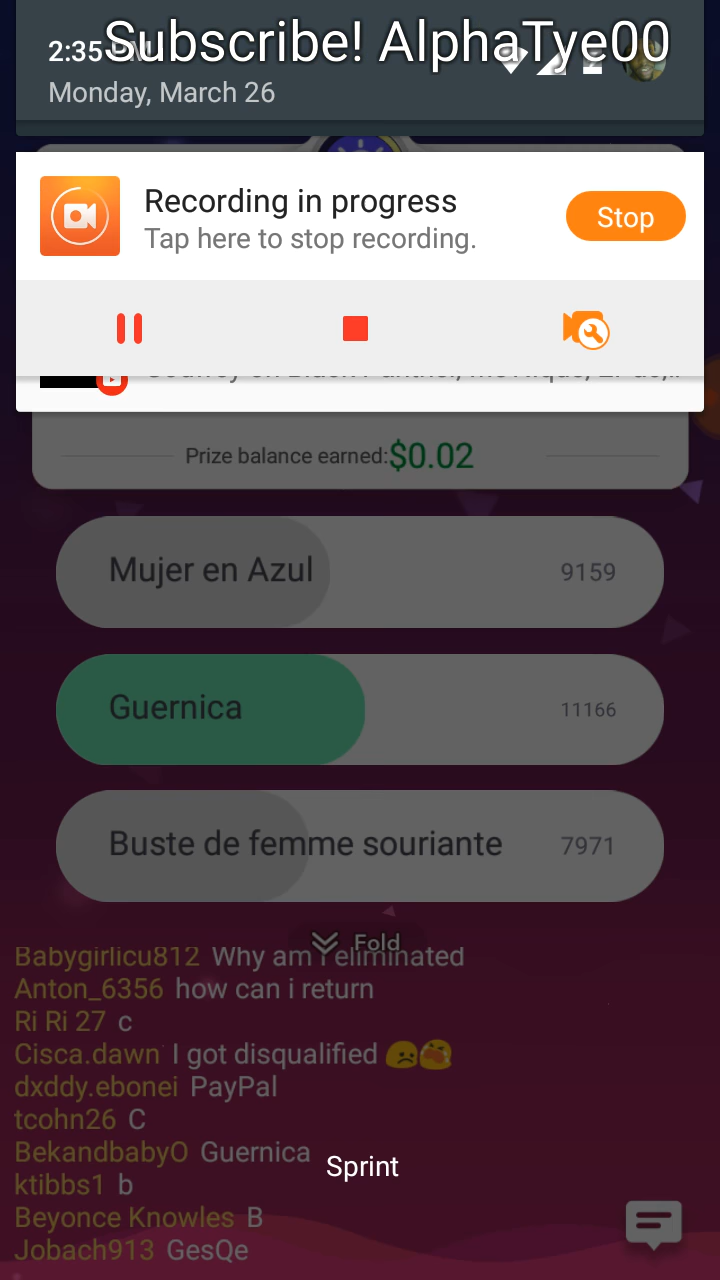 Subscribe! AlphaTye00
2:35 PM
Monday, March 26
Recording in progress
Tap here to stop recording.
Stop
Prize balance earned:$0.02
Mujer en Azul 9159
Guernica 11166
Buste de femme souriante 7971
Fold
Babygirlicu812 Why am I eliminated
Anton_6356 how can i return
Ri Ri 27 c
Cisca.dawn I got disqualified 😞😭
dxddy.ebonei PayPal
tcohn26 C
BekandbabyO Guernica
Sprint
ktibbs1 b
Beyonce Knowles B
Jobach913 GesQe